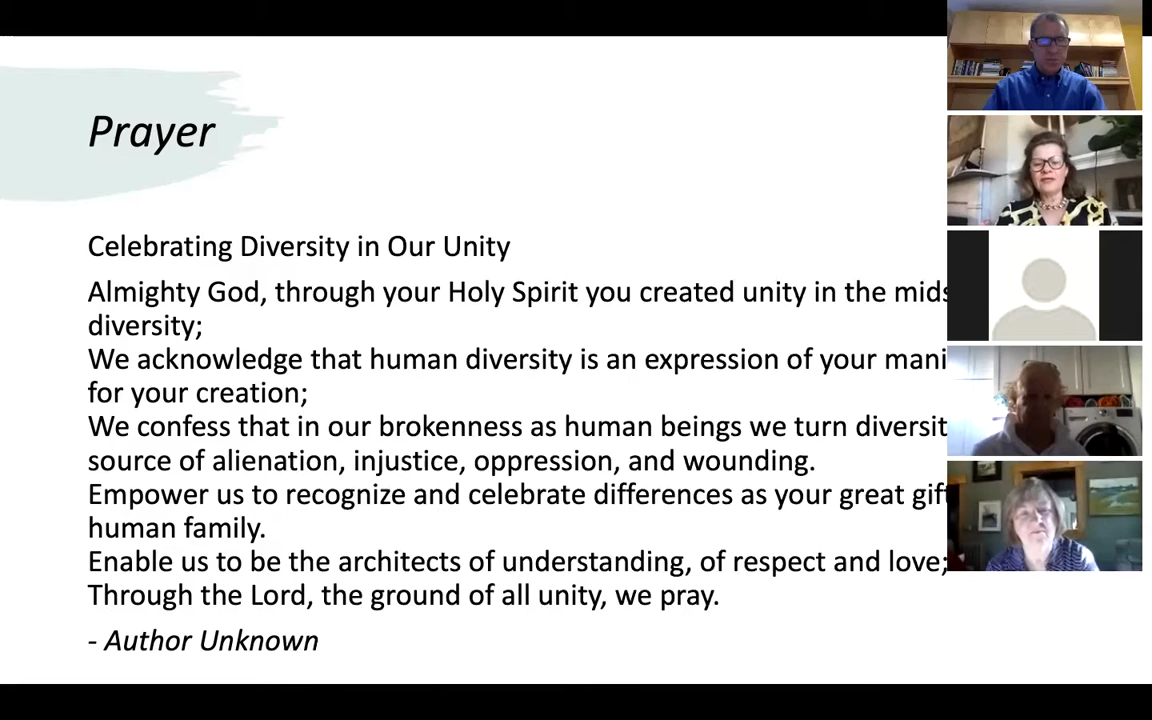 Prayer
Celebrating Diversity in Our Unity
Almighty God, through your Holy Spirit you created unity in the
diversity;
We acknowledge that human diversity is an expression of your
for your creation;
We confess that in our brokenness as human beings we turn
source of alienation, injustice, oppression, and wounding.
Empower us to recognize and celebrate differences as your great
human family.
Enable us to be the architects of understanding, of respect and love;
Through the Lord, the ground of all unity, we pray.
- Author Unknown